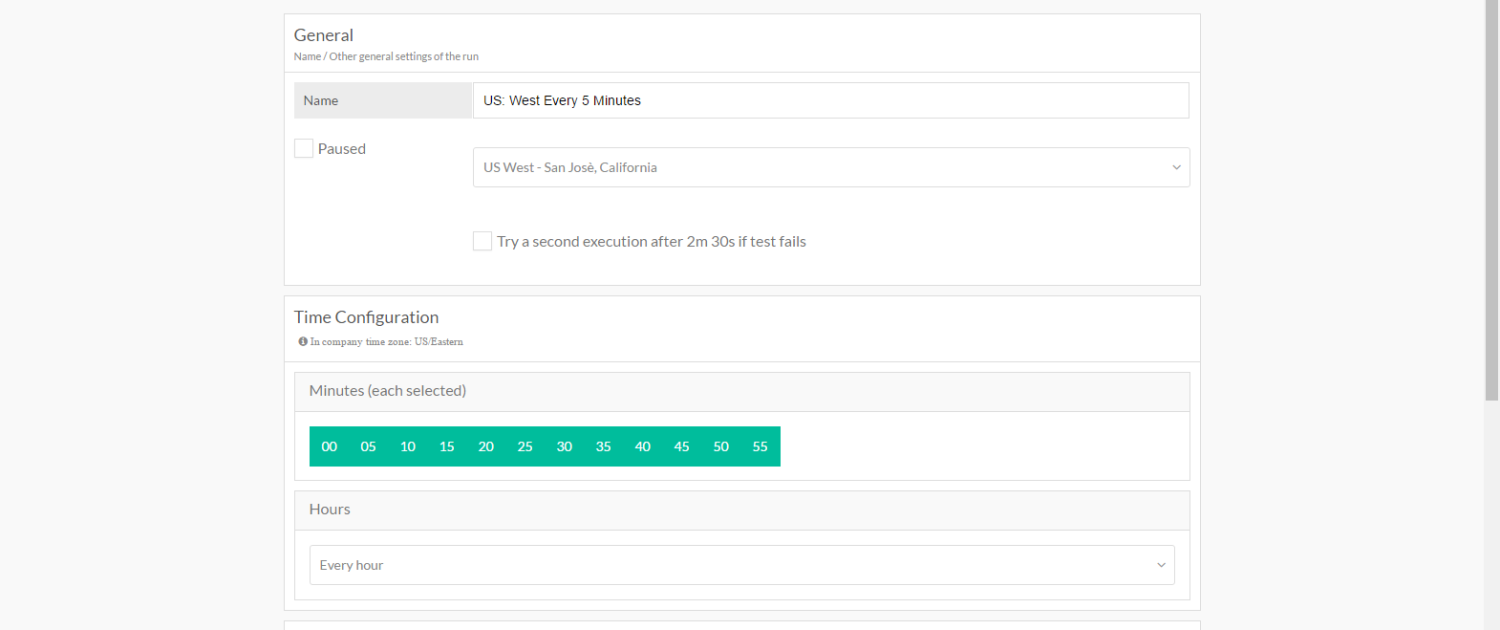 General
Name / Other general settings of the run
Name
US: West Every 5 Minutes
Paused
US West - San Josè, California
Try a second execution after 2m 30s if test fails
Time Configuration
In company time zone: US/Eastern
Minutes (each selected)
00 05 10 15 20 25 30 35 40 45 50 55
Hours
Every hour